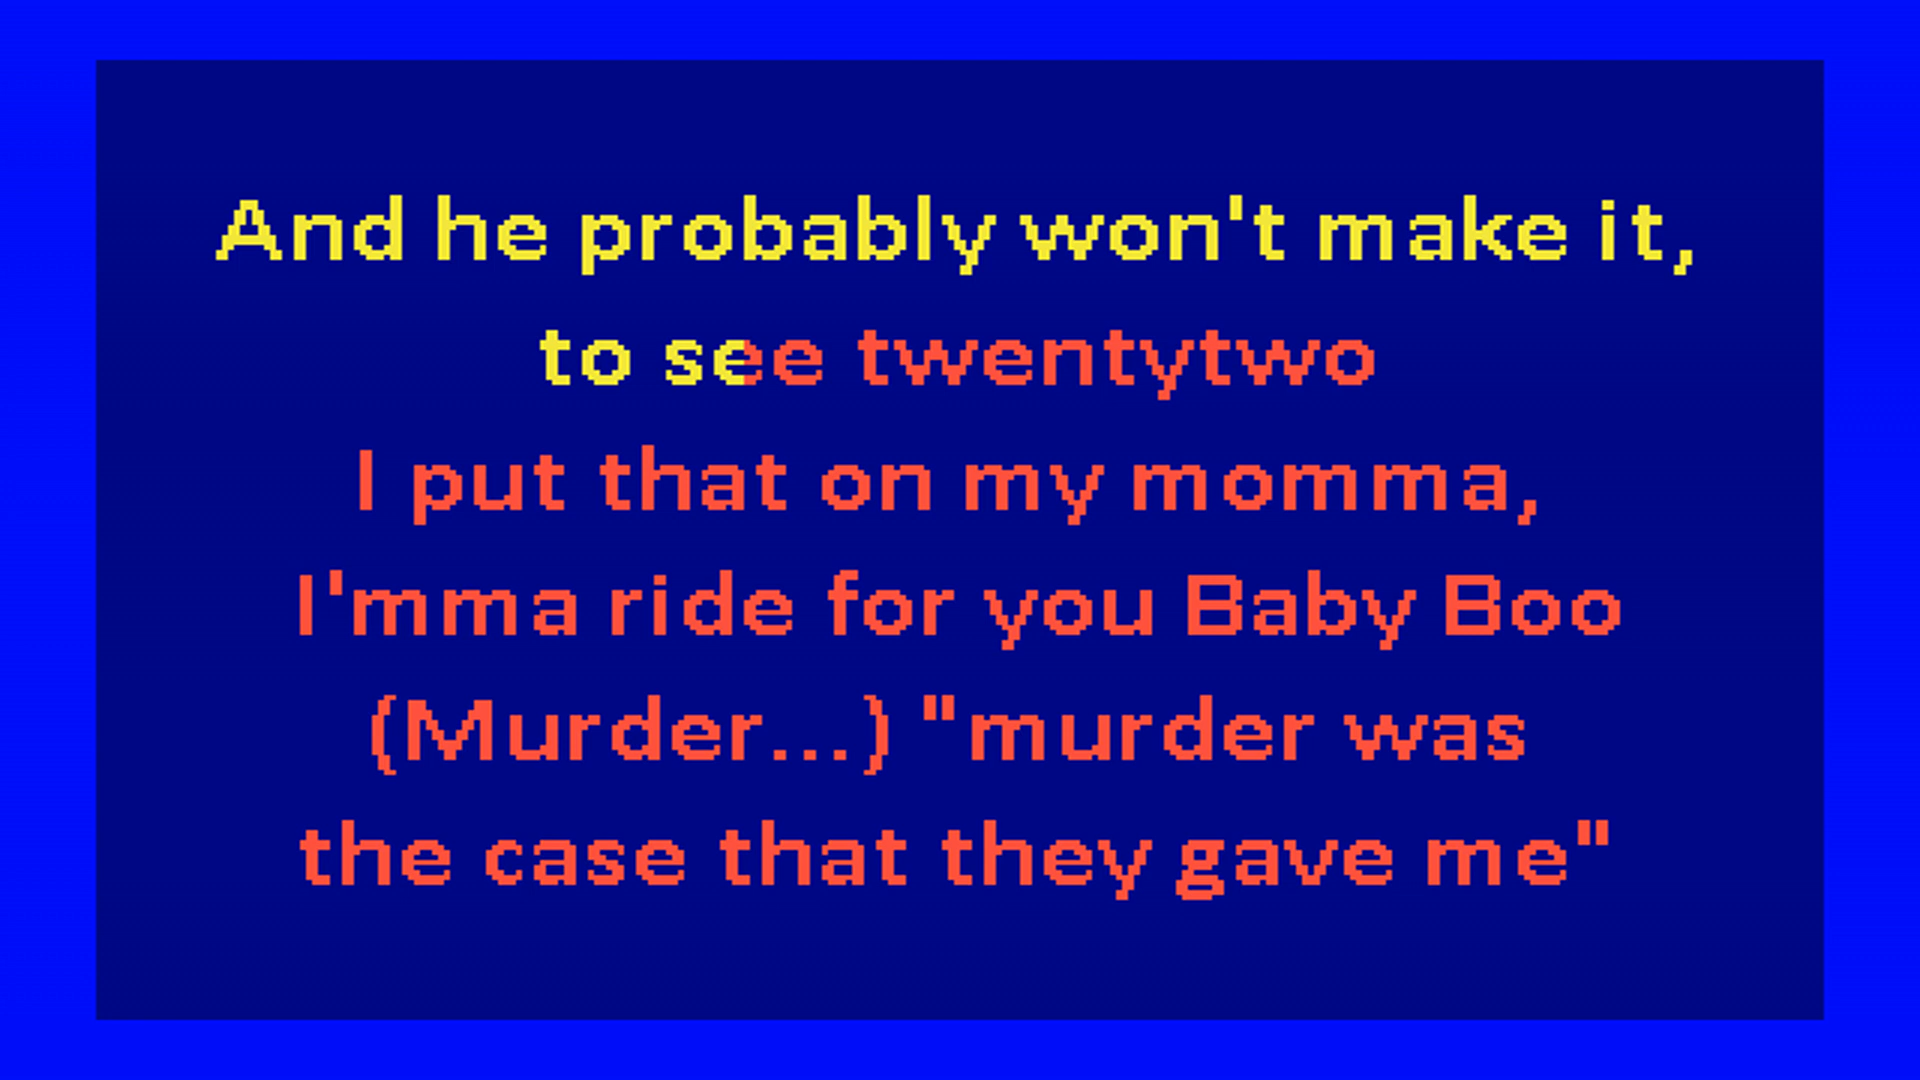 And he probably won't make it,
to see twentytwo
I put that on my momma,
I'mma ride for you Baby Boo
(Murder...) "murder was
the case that they gave me"